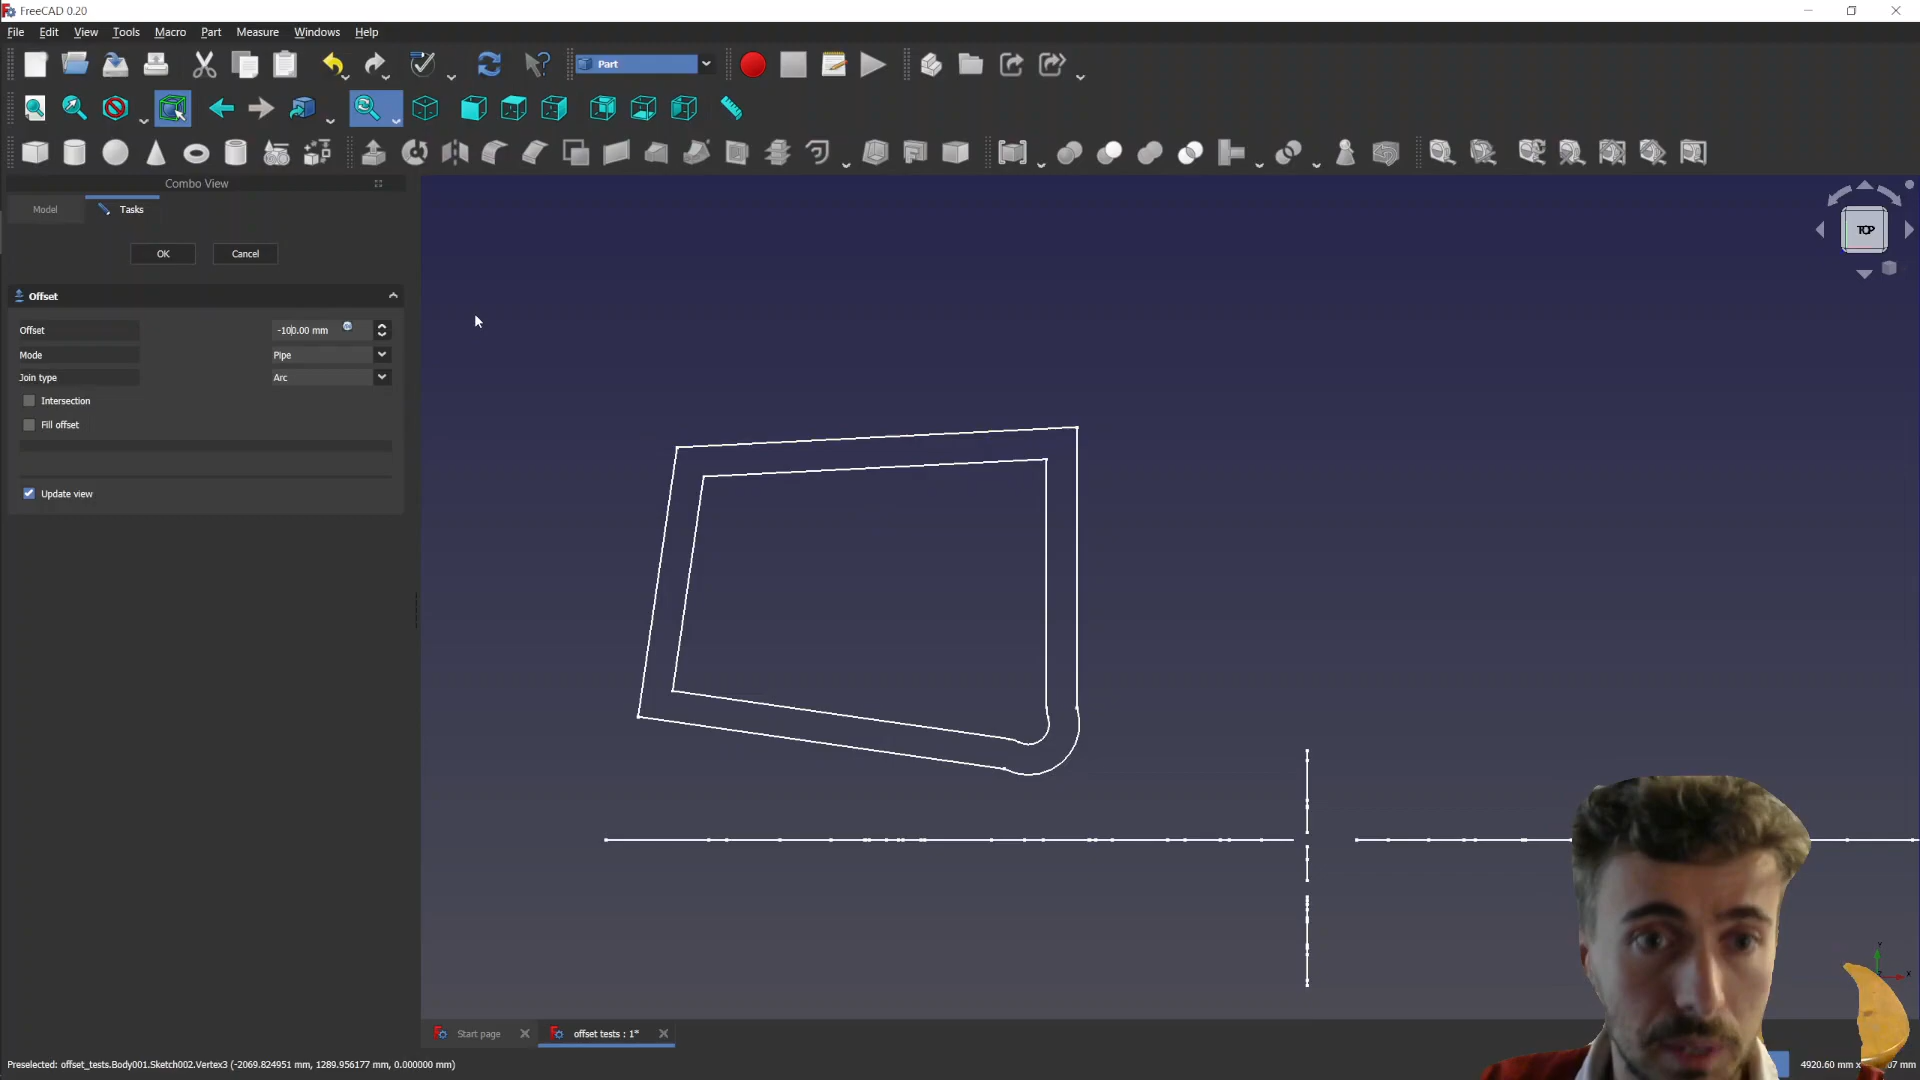 FreeCAD 0.20
File Edit View Tools Macro Part Measure Windows Help
Part
Combo View
Model Tasks
OK Cancel
Offset
Offset -100.00 mm
Mode Pipe
Join type Arc
Intersection
Fill offset
Update view
TOP
Start page offset tests : 1*
Preselected: offset_tests.Body001.Sketch002.Vertex3 (-2069.824951 mm, 1289.956177 mm, 0.000000 mm) 4920.60 mm x